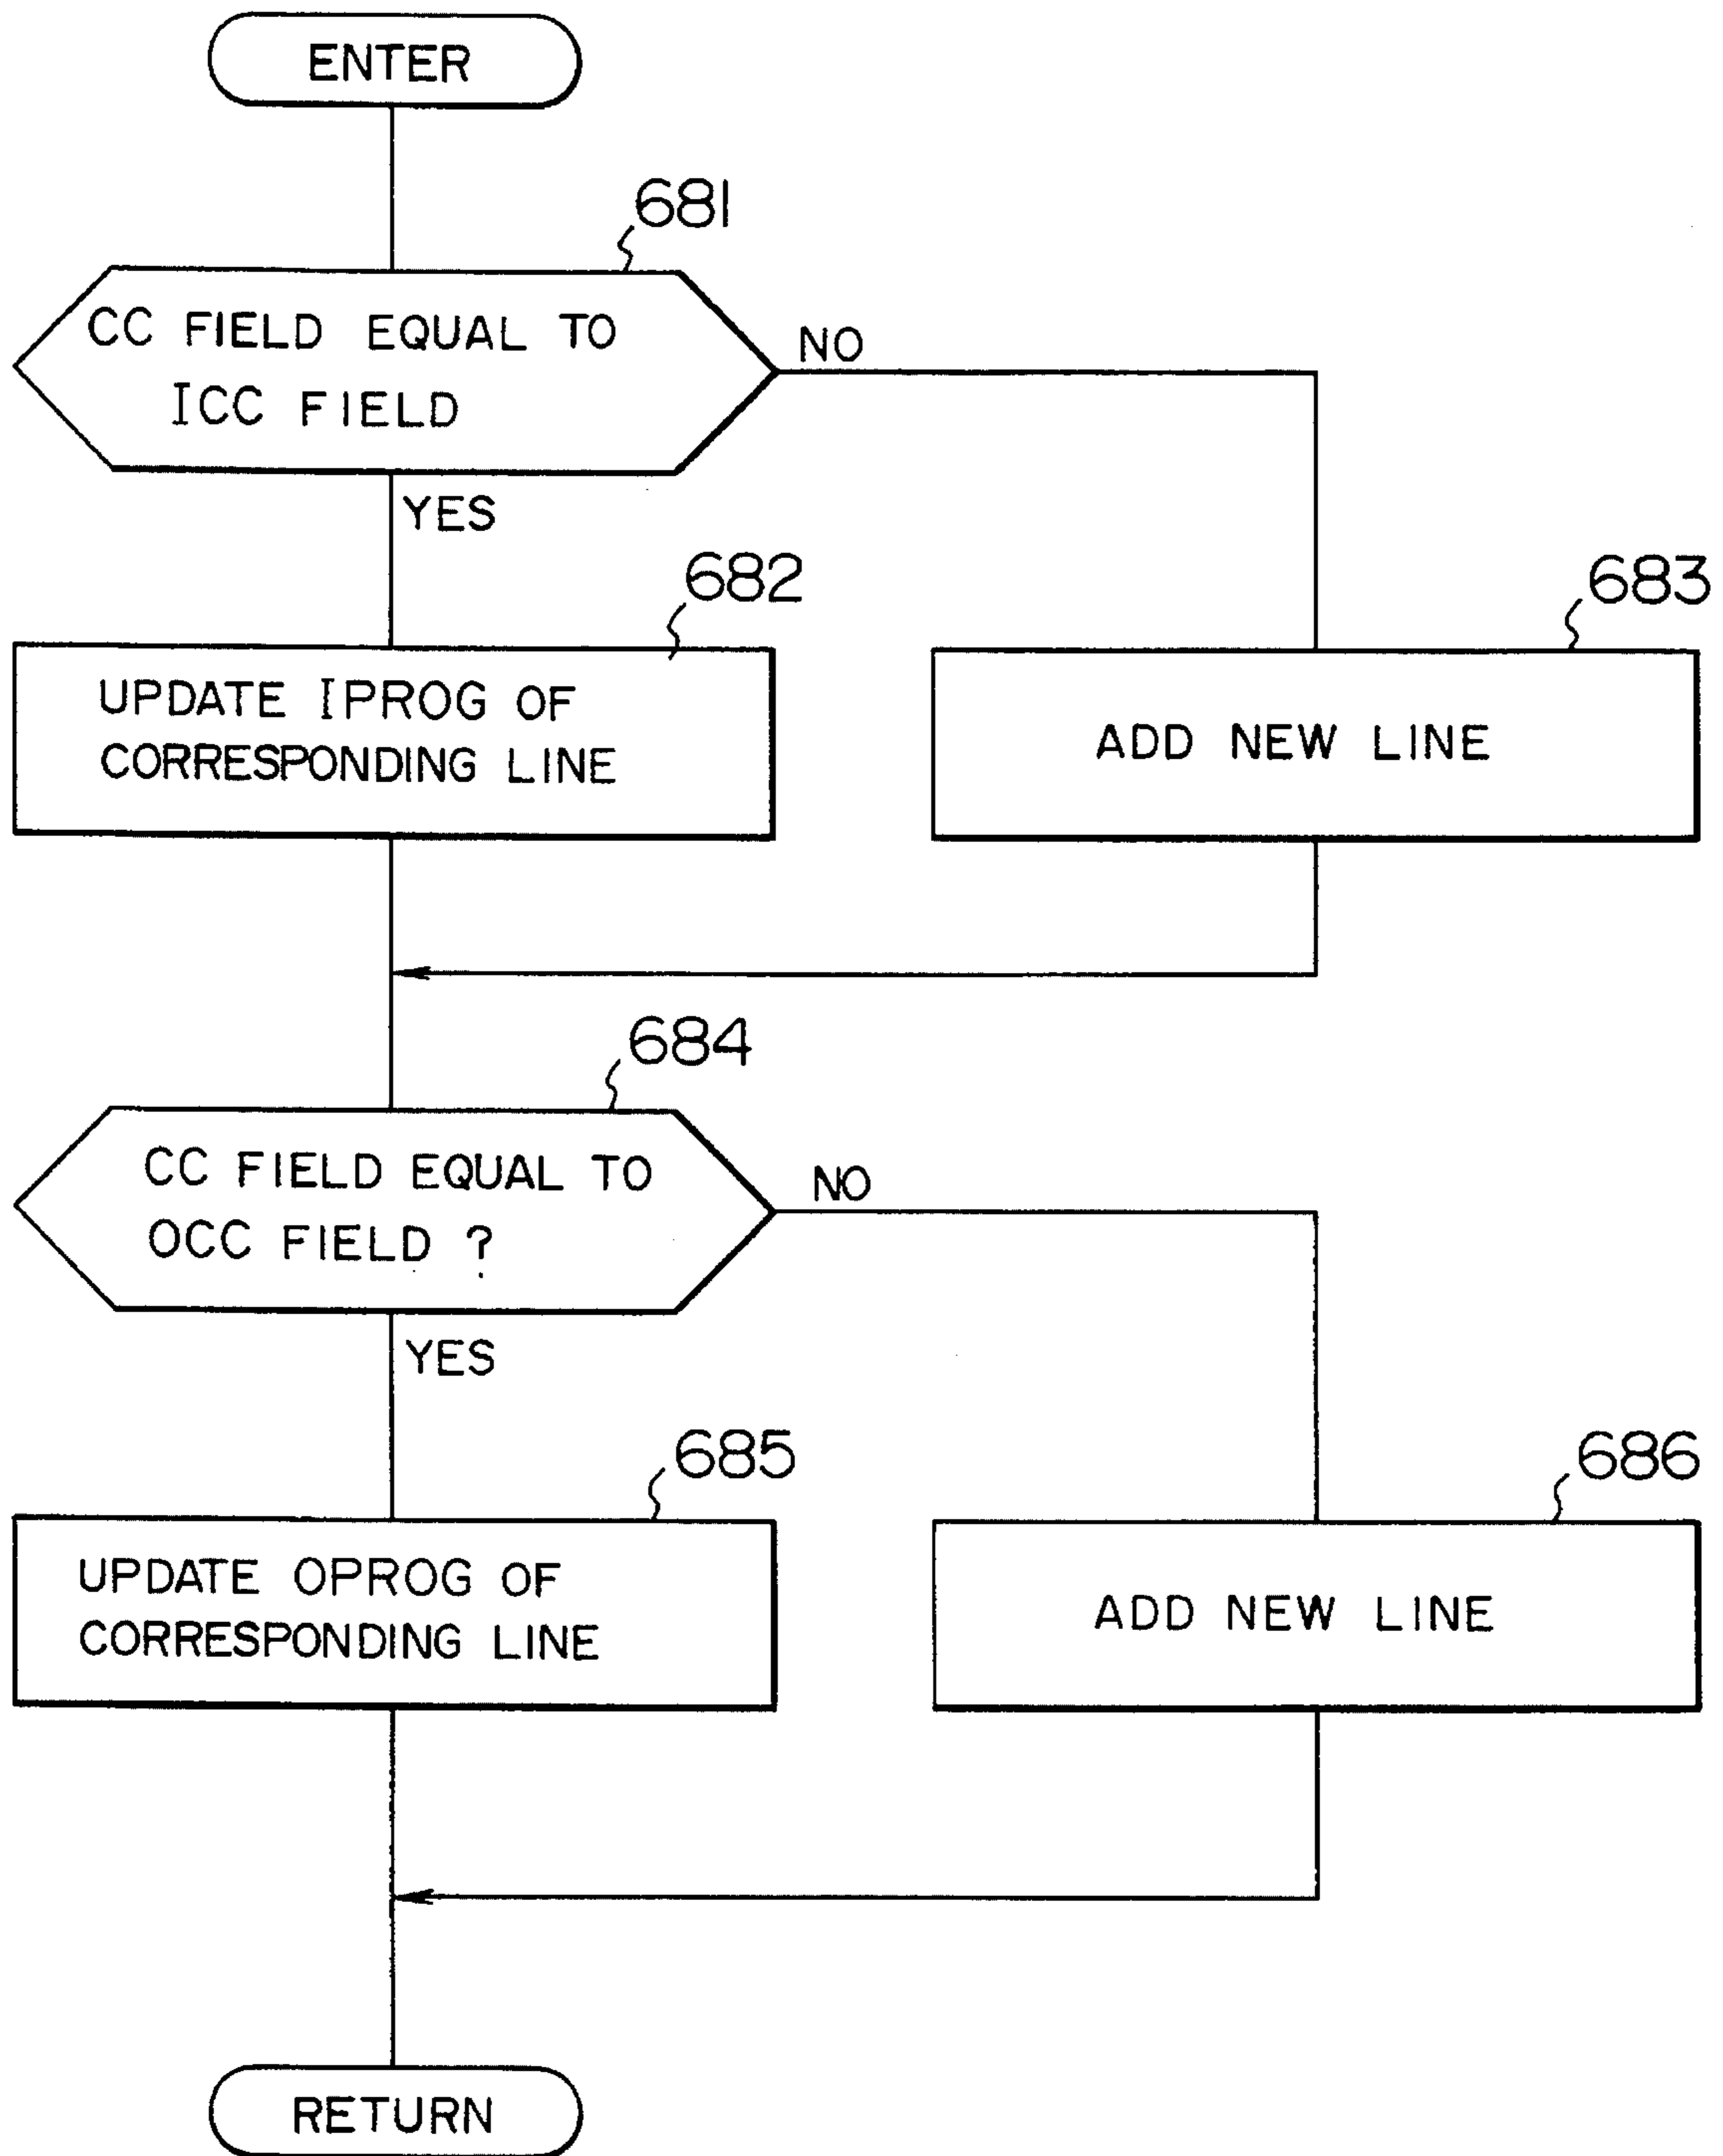 ENTER
681
CC FIELD EQUAL TO
ICC FIELD
NO
YES
682
683
UPDATE IPROG OF
CORRESPONDING LINE
ADD NEW LINE
684
CC FIELD EQUAL TO
OCC FIELD ?
NO
YES
685
686
UPDATE OPROG OF
CORRESPONDING LINE
ADD NEW LINE
RETURN